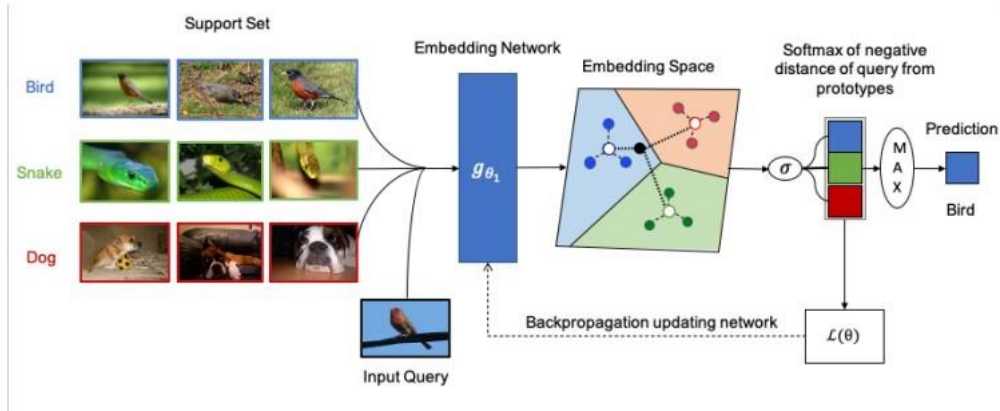 Support Set
Bird
Snake
Dog
Input Query
Embedding Network
g_θ₁
Embedding Space
Softmax of negative
distance of query from
prototypes
σ
M
A
X
Prediction
Bird
Backpropagation updating network
ℒ(θ)